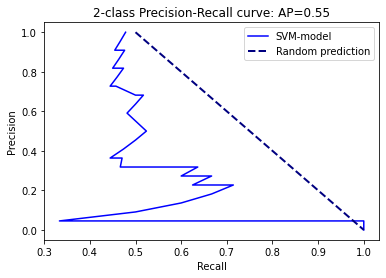 2-class Precision-Recall curve: AP=0.55
SVM-model
Random prediction
Precision
1.0
0.8
0.6
0.4
0.2
0.0
0.3 0.4 0.5 0.6 0.7 0.8 0.9 1.0
Recall